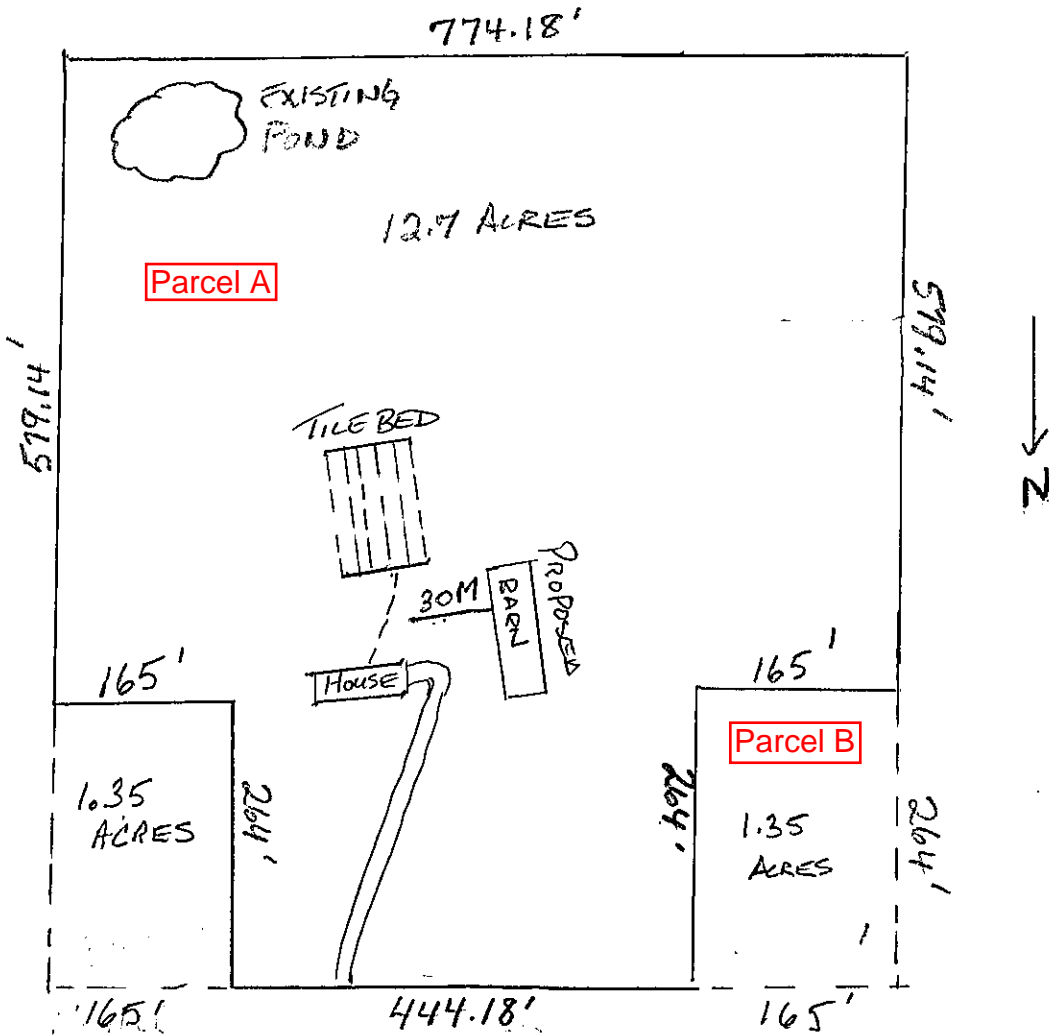 774.18'
EXISTING
POND
12.7 ACRES
Parcel A
579.14'
579.14'
N
TILE BED
30M
BARN
PROPOSED
HOUSE
165'
165'
Parcel B
1.35
ACRES
264'
264'
1.35
ACRES
264'
165'
444.18'
165'